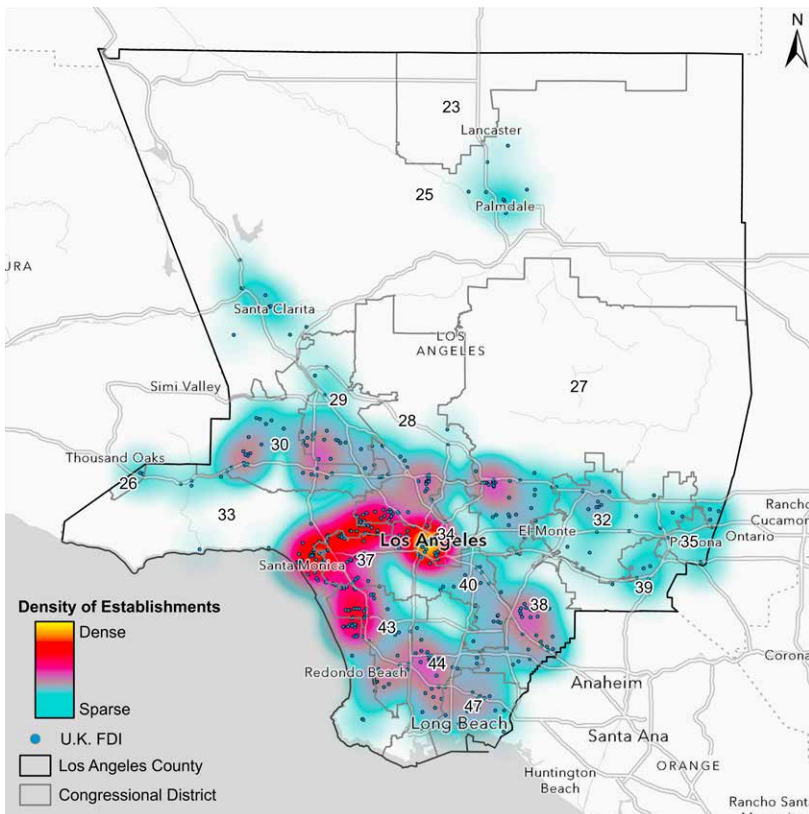 N
23
Lancaster
25
Palmdale
URA
Santa Clarita
LOS
ANGELES
Simi Valley
27
29
28
30
Thousand Oaks
26
33
32
Rancho
Cucamon
34
Los Angeles
El Monte
35
Ontario
Santa Monica
37
40
39
38
43
Redondo Beach
44
Corona
47
Anaheim
Long Beach
Santa Ana
ORANGE
Huntington
Beach
Rancho Sant
Density of Establishments
Dense
Sparse
U.K. FDI
Los Angeles County
Congressional District